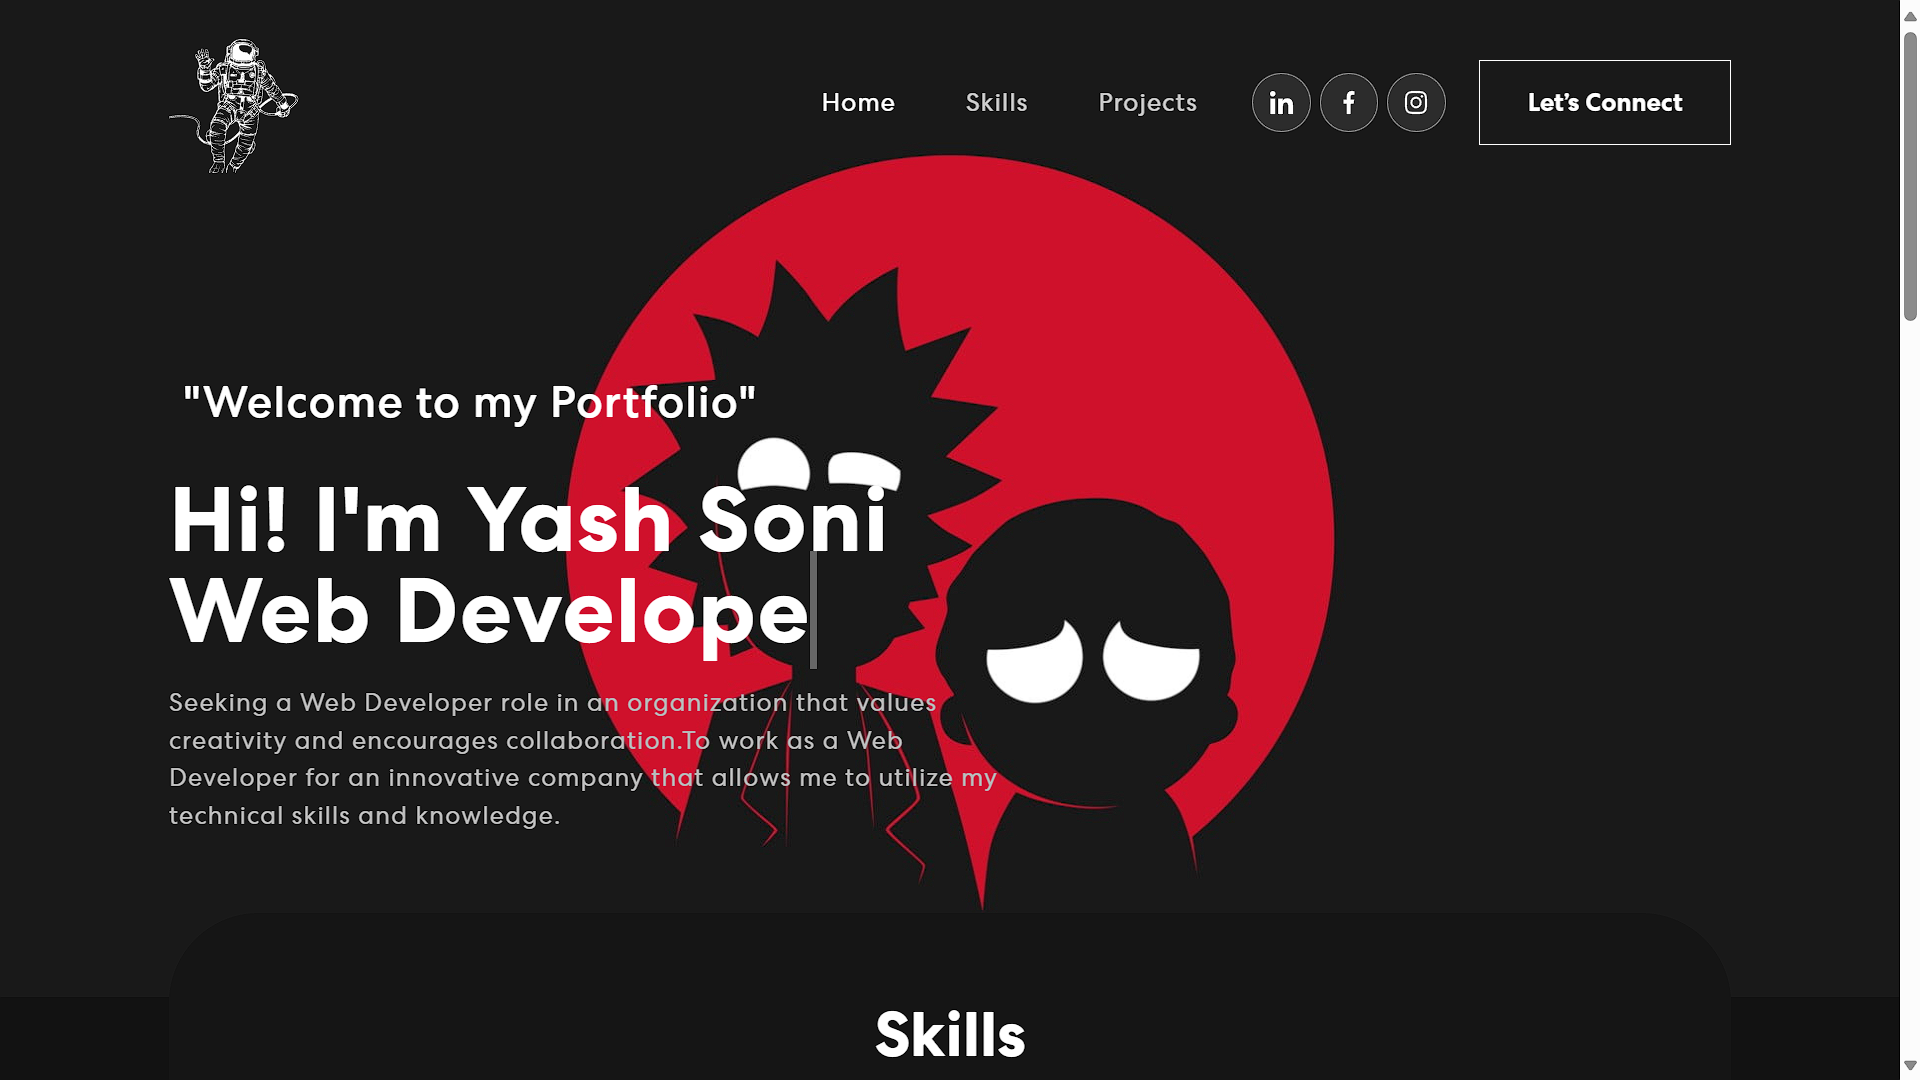 Home Skills Projects in f Let’s Connect
"Welcome to my Portfolio"
Hi! I'm Yash Soni
Web Develope
Seeking a Web Developer role in an organization that values
creativity and encourages collaboration.To work as a Web
Developer for an innovative company that allows me to utilize my
technical skills and knowledge.
Skills